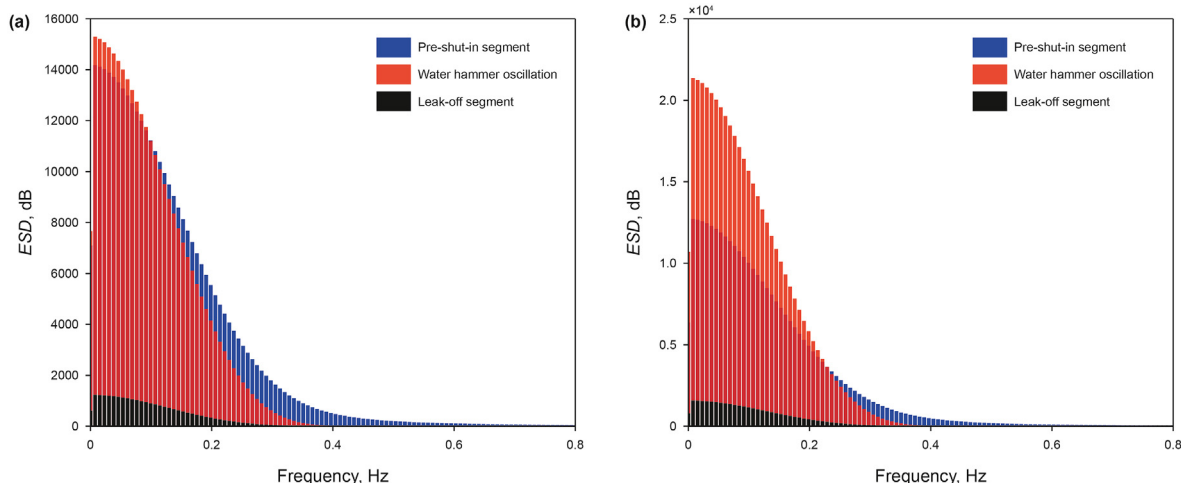 (a)
16000
14000
12000
10000
8000
6000
4000
2000
0
ESD, dB
Pre-shut-in segment
Water hammer oscillation
Leak-off segment
0
0.2
0.4
0.6
0.8
Frequency, Hz
(b)
×10⁴
2.5
2.0
1.5
1.0
0.5
0
ESD, dB
Pre-shut-in segment
Water hammer oscillation
Leak-off segment
0
0.2
0.4
0.6
0.8
Frequency, Hz